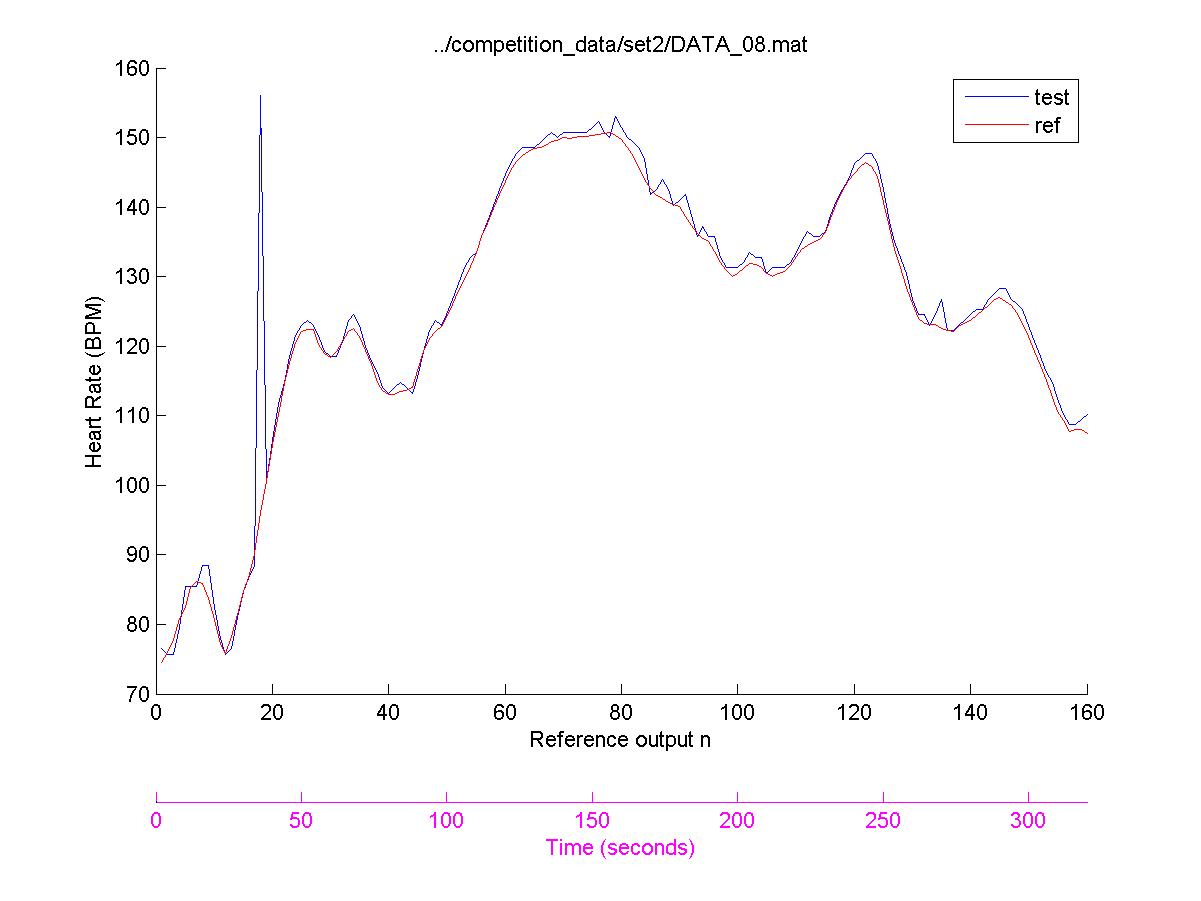 ../competition_data/set2/DATA_08.mat
test
ref
Heart Rate (BPM)
160
150
140
130
120
110
100
90
80
70
0 20 40 60 80 100 120 140 160
Reference output n
0 50 100 150 200 250 300
Time (seconds)